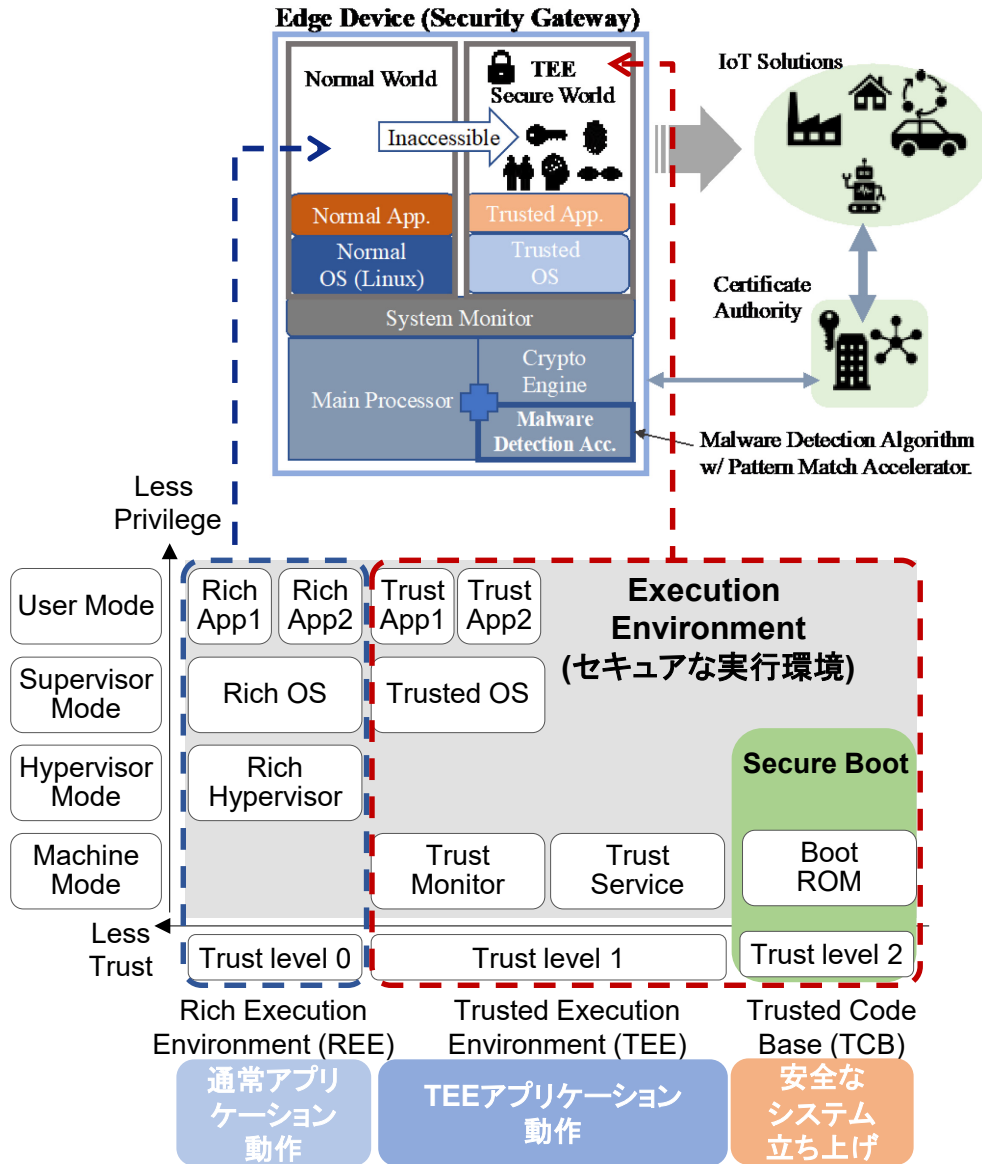 Edge Device (Security Gateway)
Normal World
TEE
Secure World
Inaccessible
Normal App.
Trusted App.
Normal
OS (Linux)
Trusted
OS
System Monitor
Main Processor
Crypto
Engine
Malware
Detection Acc.
IoT Solutions
Certificate
Authority
Malware Detection Algorithm
w/ Pattern Match Accelerator.
Less
Privilege
User Mode
Rich
App1
Rich
App2
Trust
App1
Trust
App2
Execution
Environment
(セキュアな実行環境)
Supervisor
Mode
Rich OS
Trusted OS
Hypervisor
Mode
Rich
Hypervisor
Secure Boot
Machine
Mode
Trust
Monitor
Trust
Service
Boot
ROM
Less
Trust
Trust level 0
Trust level 1
Trust level 2
Rich Execution
Environment (REE)
Trusted Execution
Environment (TEE)
Trusted Code
Base (TCB)
通常アプリ
ケーション
動作
TEEアプリケーション
動作
安全な
システム
立ち上げ